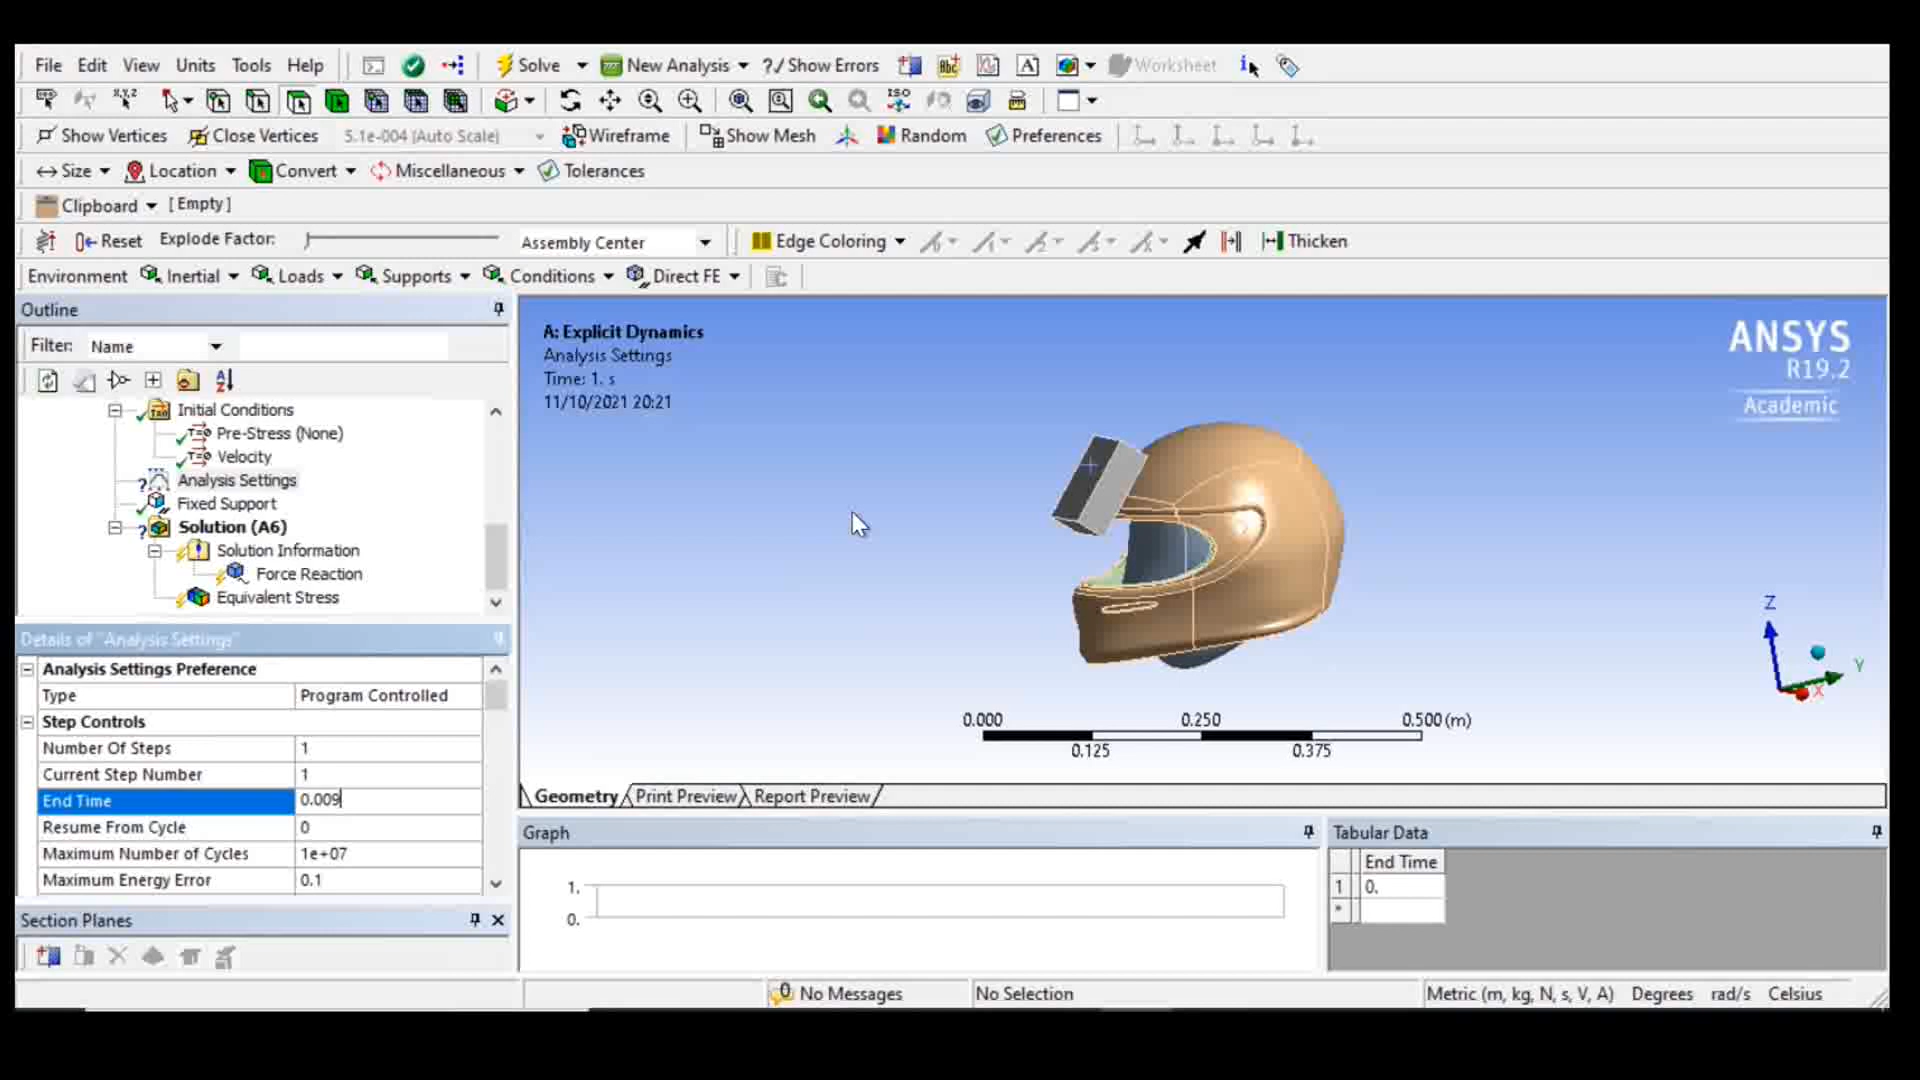 File Edit View Units Tools Help Solve New Analysis ?/ Show Errors Abc A Worksheet i
X,Y,Z ISO
Show Vertices Close Vertices 5.1e-004 (Auto Scale) Wireframe Show Mesh Random Preferences
Size Location Convert Miscellaneous Tolerances
Clipboard [ Empty ]
Reset Explode Factor: Assembly Center Edge Coloring Thicken
Environment Inertial Loads Supports Conditions Direct FE
Outline
Filter: Name
Initial Conditions
Pre-Stress (None)
Velocity
Analysis Settings
Fixed Support
Solution (A6)
Solution Information
Force Reaction
Equivalent Stress
Details of "Analysis Settings"
Analysis Settings Preference
Type Program Controlled
Step Controls
Number Of Steps 1
Current Step Number 1
End Time 0.009
Resume From Cycle 0
Maximum Number of Cycles 1e+07
Maximum Energy Error 0.1
Section Planes
A: Explicit Dynamics
Analysis Settings
Time: 1. s
11/10/2021 20:21
ANSYS
R19.2
Academic
Z
Y
X
0.000 0.250 0.500 (m)
0.125 0.375
Geometry Print Preview Report Preview
Graph
1.
0.
Tabular Data
End Time
1 0.
*
0 No Messages No Selection Metric (m, kg, N, s, V, A) Degrees rad/s Celsius